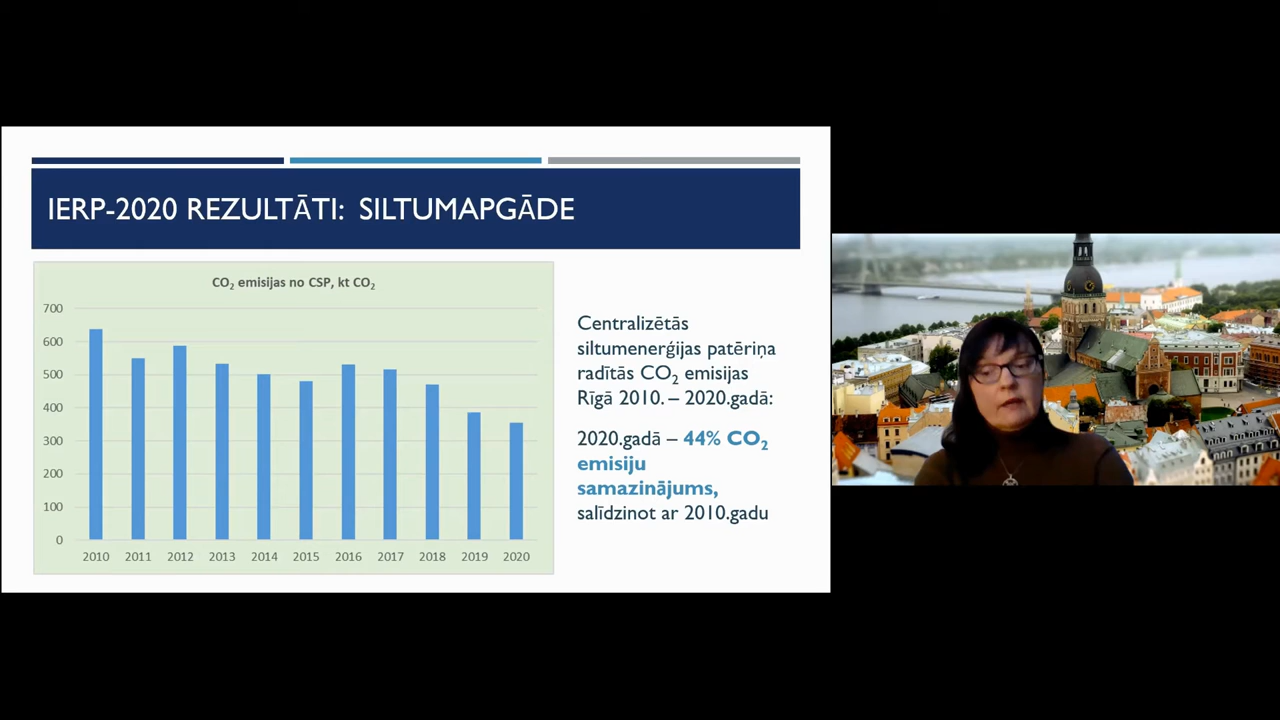 IERP-2020 REZULTĀTI: SILTUMAPGĀDE
CO₂ emisijas no CSP, kt CO₂
700
600
500
400
300
200
100
0
2010 2011 2012 2013 2014 2015 2016 2017 2018 2019 2020
Centralizētās
siltumenerģijas patēriņa
radītās CO₂ emisijas
Rīgā 2010. – 2020.gadā:
2020.gadā – 44% CO₂
emisiju
samazinājums,
salīdzinot ar 2010.gadu